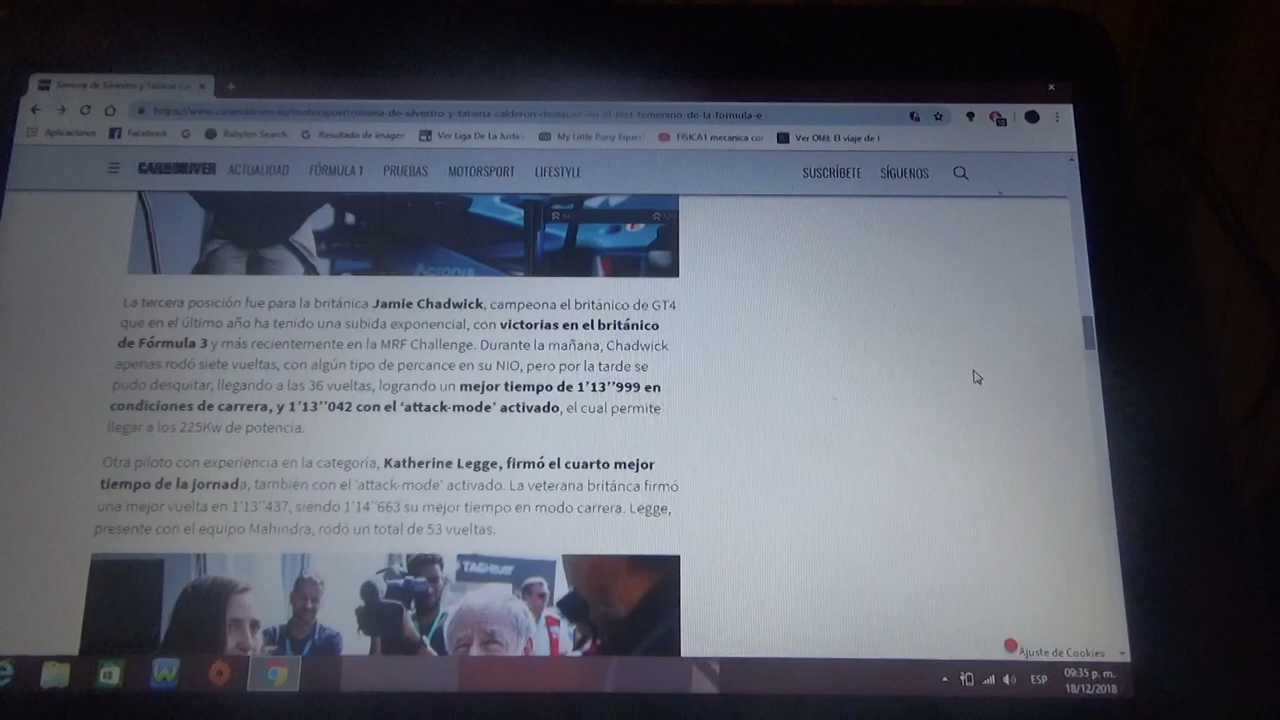 Simona de Silvestro y Tatiana Cal
https://www.caranddriver.es/motorsport/simona-de-silvestro-y-tatiana-calderon-destacan-en-el-test-femenino-de-la-formula-e
Aplicaciones Facebook Babylon Search Resultado de imagen Ver Liga De La Justici My Little Pony Equest FISICA1 mecanica co Ver Olét: El viaje de l
CAR AND DRIVER ACTUALIDAD FÓRMULA 1 PRUEBAS MOTORSPORT LIFESTYLE SUSCRÍBETE SÍGUENOS
Acronis
La tercera posición fue para la británica Jamie Chadwick, campeona el británico de GT4
que en el último año ha tenido una subida exponencial, con victorias en el británico
de Fórmula 3 y más recientemente en la MRF Challenge. Durante la mañana, Chadwick
apenas rodó siete vueltas, con algún tipo de percance en su NIO, pero por la tarde se
pudo desquitar, llegando a las 36 vueltas, logrando un mejor tiempo de 1'13''999 en
condiciones de carrera, y 1'13''042 con el 'attack-mode' activado, el cual permite
llegar a los 225Kw de potencia.
Otra piloto con experiencia en la categoría, Katherine Legge, firmó el cuarto mejor
tiempo de la jornada, también con el 'attack-mode' activado. La veterana británca firmó
una mejor vuelta en 1'13''437, siendo 1'14''663 su mejor tiempo en modo carrera. Legge,
presente con el equipo Mahindra, rodó un total de 53 vueltas.
TAGHeuer
Ajuste de Cookies
ESP
09:35 p. m.
18/12/2018